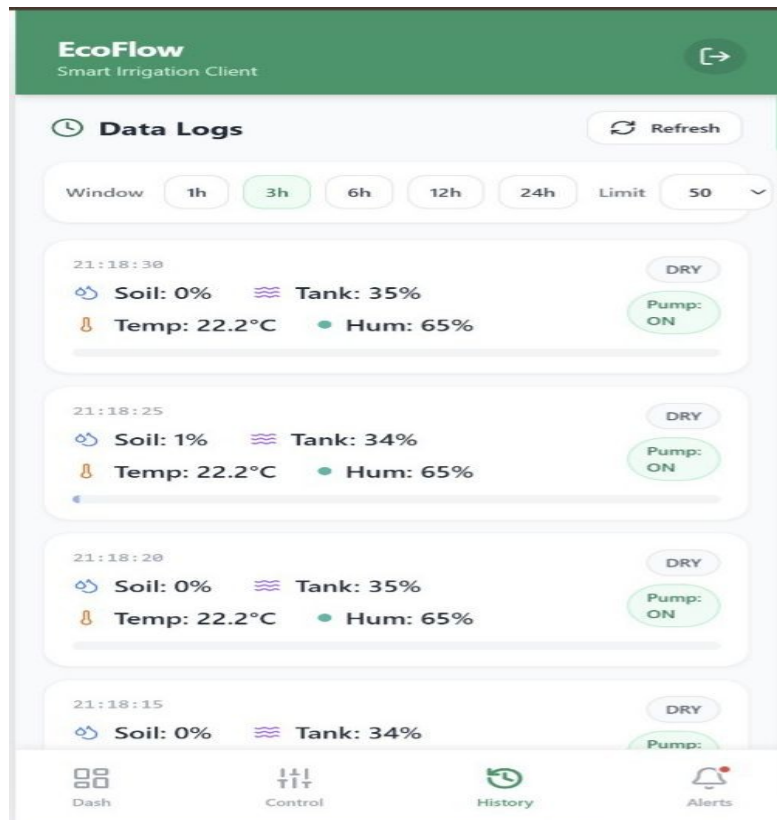 EcoFlow
Smart Irrigation Client
Data Logs
Refresh
Window 1h 3h 6h 12h 24h Limit 50
21:18:30
DRY
Soil: 0% Tank: 35%
Pump: ON
Temp: 22.2°C Hum: 65%
21:18:25
DRY
Soil: 1% Tank: 34%
Pump: ON
Temp: 22.2°C Hum: 65%
21:18:20
DRY
Soil: 0% Tank: 35%
Pump: ON
Temp: 22.2°C Hum: 65%
21:18:15
DRY
Soil: 0% Tank: 34%
Pump:
Dash Control History Alerts